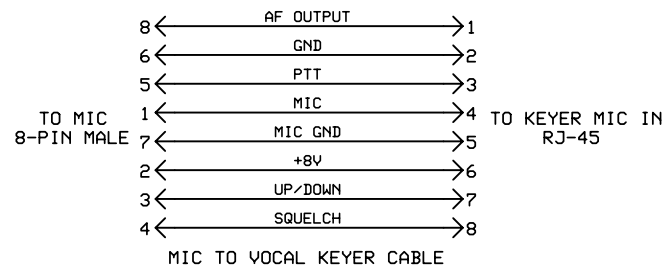 8 AF OUTPUT 1
6 GND 2
5 PTT 3
1 MIC 4
TO MIC
8-PIN MALE
TO KEYER MIC IN
RJ-45
7 MIC GND 5
2 +8V 6
3 UP/DOWN 7
4 SQUELCH 8
MIC TO VOCAL KEYER CABLE